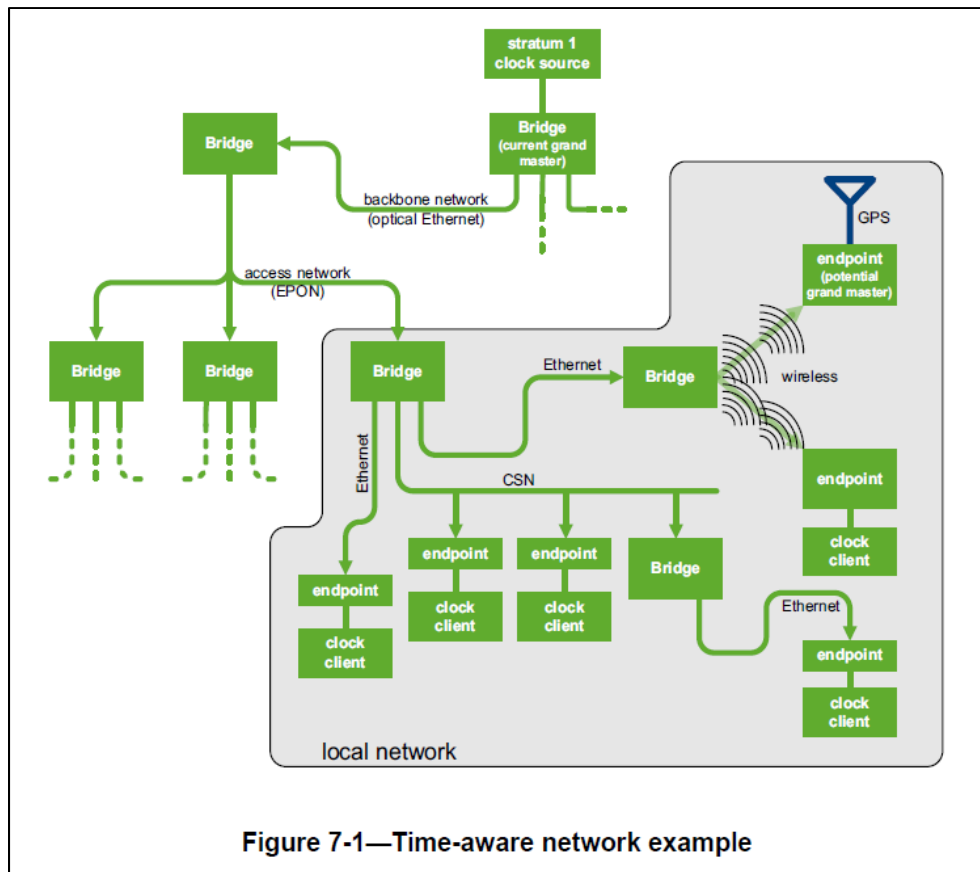 stratum 1
clock source
Bridge
Bridge
(current grand
master)
backbone network
(optical Ethernet)
GPS
endpoint
(potential
grand master)
access network
(EPON)
Bridge
Bridge
Bridge
Ethernet
Bridge
wireless
Ethernet
CSN
endpoint
clock
client
endpoint
clock
client
endpoint
clock
client
endpoint
clock
client
Bridge
Ethernet
endpoint
clock
client
local network
Figure 7-1—Time-aware network example